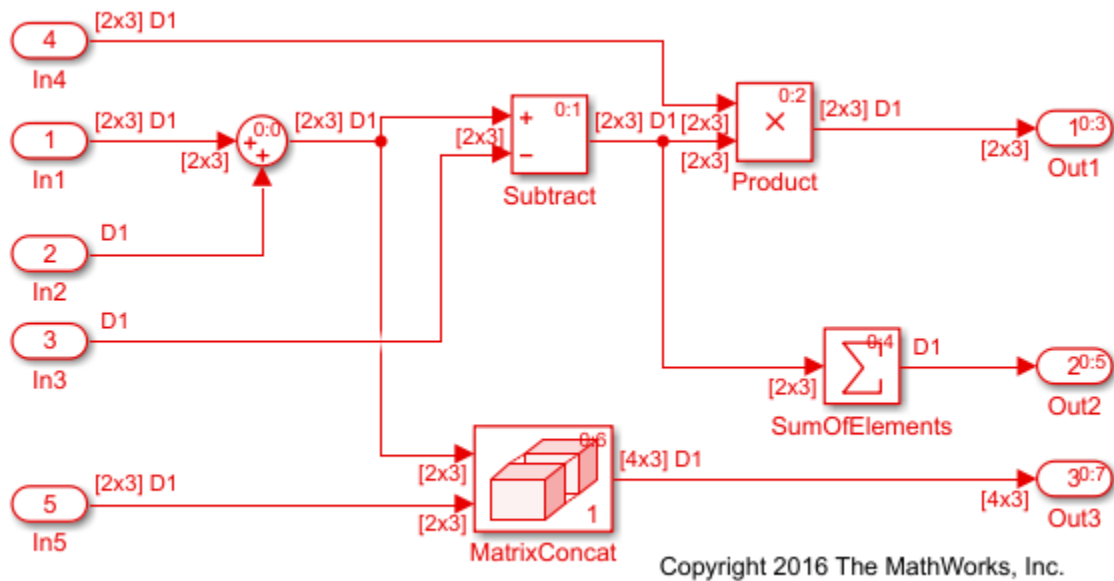 [2x3] D1
4
In4
[2x3] D1
1
In1
[2x3]
0:0
+
+
[2x3] D1
D1
2
In2
D1
3
In3
[2x3]
+
−
0:1
Subtract
[2x3] D1
[2x3]
[2x3]
0:2
×
Product
[2x3] D1
[2x3]
1 0:3
Out1
[2x3]
0:4
SumOfElements
D1
2 0:5
Out2
[2x3] D1
5
In5
[2x3]
[2x3]
0:6
1
MatrixConcat
[4x3] D1
[4x3]
3 0:7
Out3
Copyright 2016 The MathWorks, Inc.